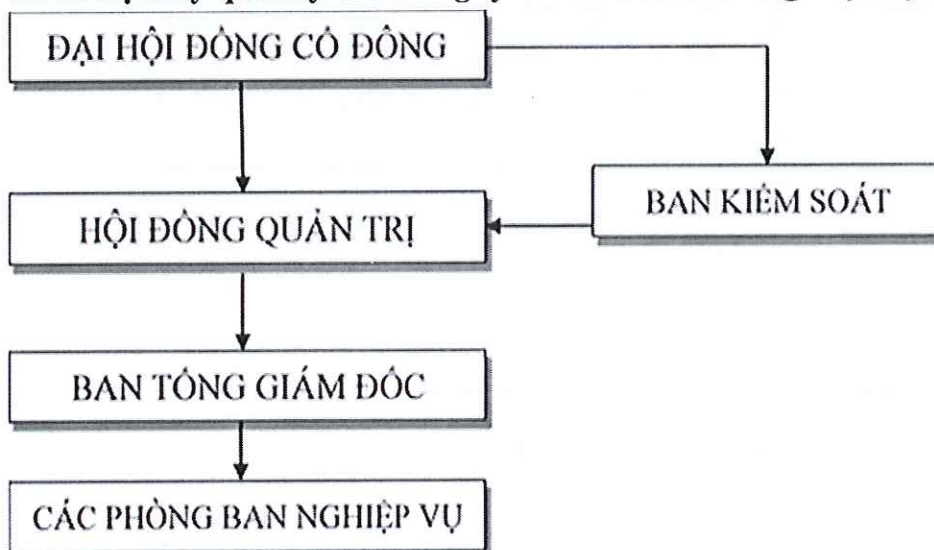 ĐẠI HỘI ĐỒNG CỔ ĐÔNG
BAN KIỂM SOÁT
HỘI ĐỒNG QUẢN TRỊ
BAN TỔNG GIÁM ĐỐC
CÁC PHÒNG BAN NGHIỆP VỤ